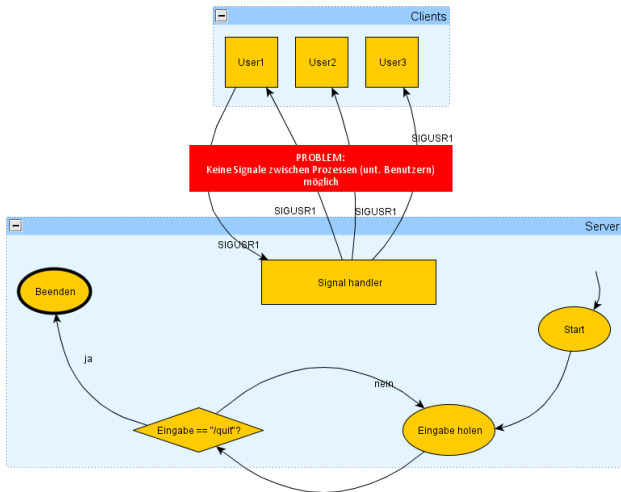 Clients
User1
User2
User3
SIGUSR1
PROBLEM:
Keine Signale zwischen Prozessen (unt. Benutzern)
möglich
SIGUSR1
SIGUSR1
Server
SIGUSR1
Signal handler
Beenden
Start
ja
nein
Eingabe == "/quit"?
Eingabe holen